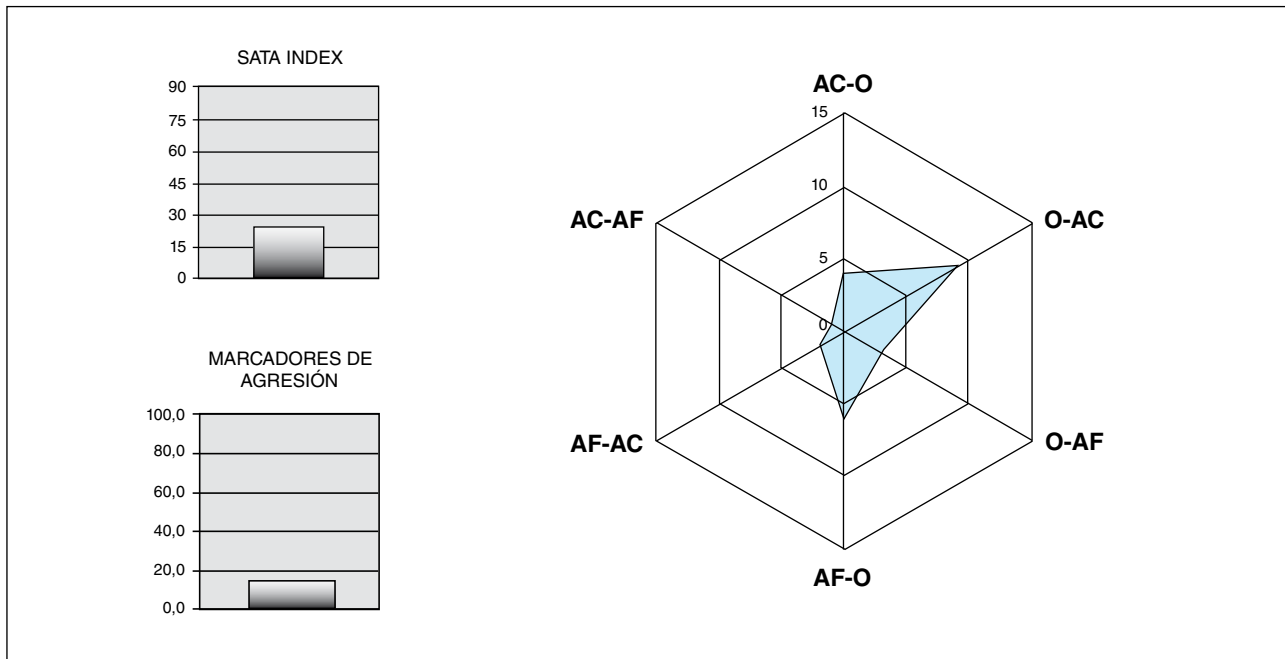 SATA INDEX
90
75
60
45
30
15
0
MARCADORES DE
AGRESIÓN
100,0
80,0
60,0
40,0
20,0
0,0
AC-O
15
10
5
0
O-AC
O-AF
AF-O
AF-AC
AC-AF